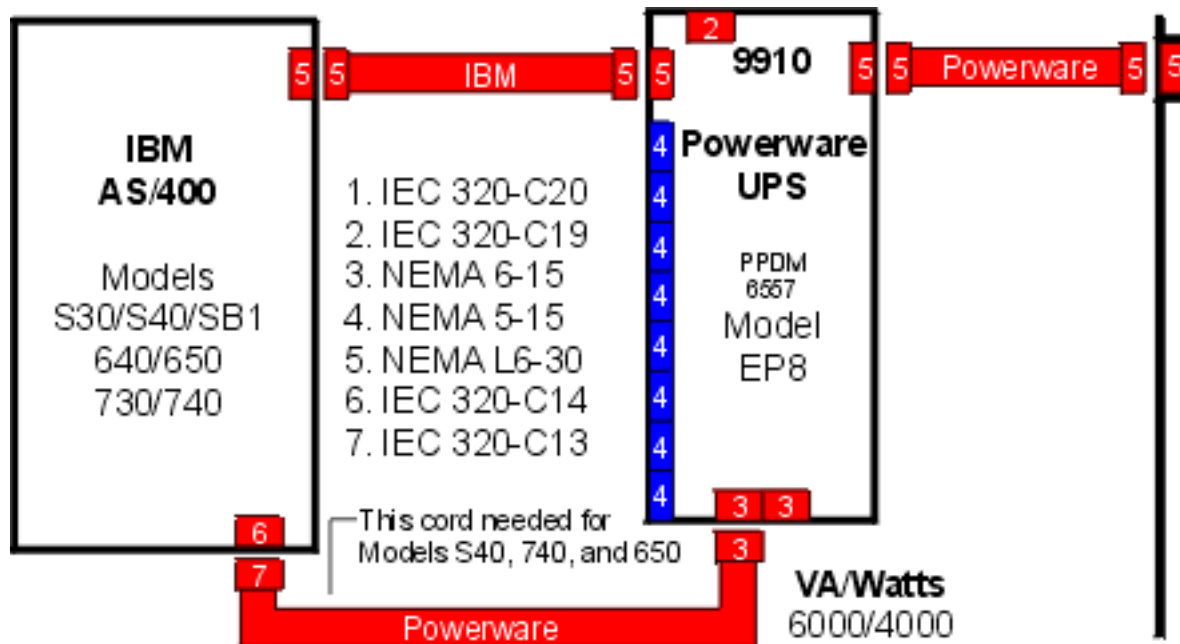 2
5 5 IBM 5 5
9910
5 5 Powerware 5 5
IBM
AS/400
Models
S30/S40/SB1
640/650
730/740
1. IEC 320-C20
2. IEC 320-C19
3. NEMA 6-15
4. NEMA 5-15
5. NEMA L6-30
6. IEC 320-C14
7. IEC 320-C13
4
4
4
4
4
4
4
4
Powerware
UPS
PPDM
6557
Model
EP8
3 3
6
This cord needed for
Models S40, 740, and 650
3
7
Powerware
VA/Watts
6000/4000